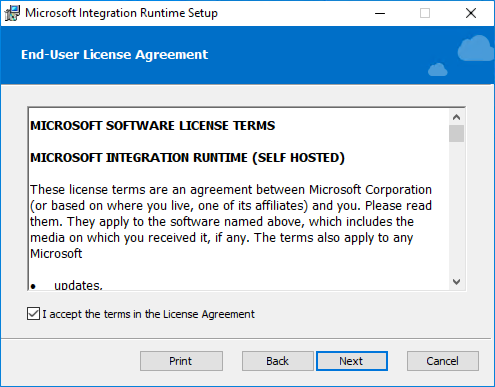 Microsoft Integration Runtime Setup
End-User License Agreement
MICROSOFT SOFTWARE LICENSE TERMS
MICROSOFT INTEGRATION RUNTIME (SELF HOSTED)
These license terms are an agreement between Microsoft Corporation
(or based on where you live, one of its affiliates) and you. Please read
them. They apply to the software named above, which includes the
media on which you received it, if any. The terms also apply to any
Microsoft
• updates,
I accept the terms in the License Agreement
Print Back Next Cancel